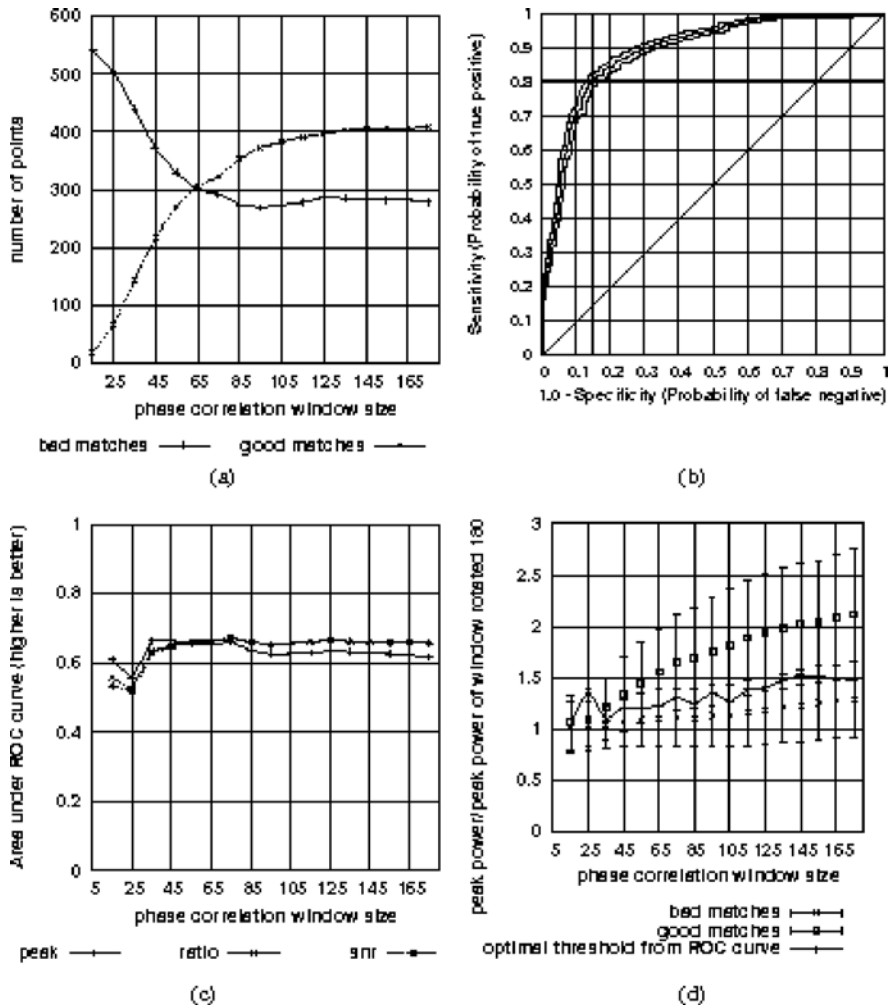 600
500
400
300
200
100
0
number of points
25 45 65 85 105 125 145 165
phase correlation window size
bad matches
good matches
(a)
1
0.9
0.8
0.7
0.6
0.5
0.4
0.3
0.2
0.1
0
Sensitivity (Probability of true positive)
0 0.1 0.2 0.3 0.4 0.5 0.6 0.7 0.8 0.9 1
1.0 - Specificity (Probability of false negative)
(b)
1
0.8
0.6
0.4
0.2
0
Area under ROC curve (higher is better)
5 25 45 65 85 105 125 145 165
phase correlation window size
peak
ratio
snr
(c)
3
2.5
2
1.5
1
0.5
0
peak power/peak power of window rotated 180
5 25 45 65 85 105 125 145 165
phase correlation window size
bad matches
good matches
optimal threshold from ROC curve
(d)